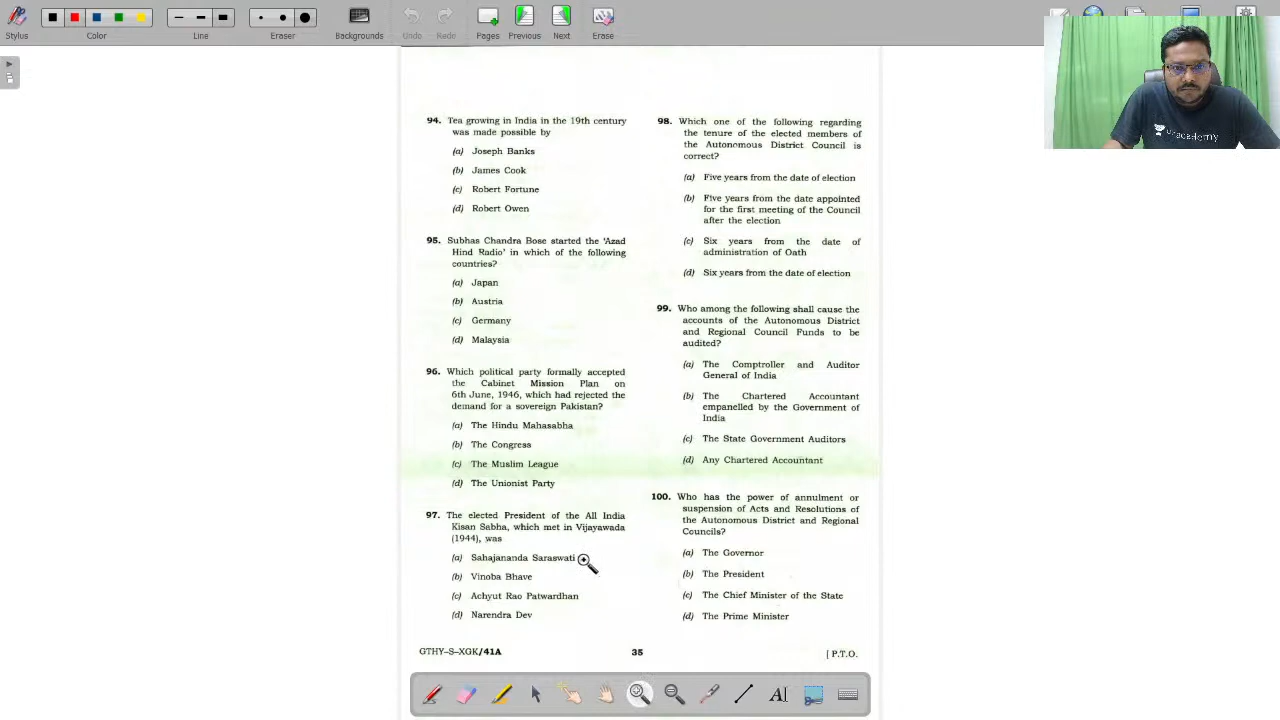 Stylus
Color
Line
Eraser
Backgrounds
Undo
Redo
Pages
Previous
Next
Erase
94. Tea growing in India in the 19th century
was made possible by
(a) Joseph Banks
(b) James Cook
(c) Robert Fortune
(d) Robert Owen
95. Subhas Chandra Bose started the 'Azad
Hind Radio' in which of the following
countries?
(a) Japan
(b) Austria
(c) Germany
(d) Malaysia
96. Which political party formally accepted
the Cabinet Mission Plan on
6th June, 1946, which had rejected the
demand for a sovereign Pakistan?
(a) The Hindu Mahasabha
(b) The Congress
(c) The Muslim League
(d) The Unionist Party
97. The elected President of the All India
Kisan Sabha, which met in Vijayawada
(1944), was
(a) Sahajananda Saraswati
(b) Vinoba Bhave
(c) Achyut Rao Patwardhan
(d) Narendra Dev
98. Which one of the following regarding
the tenure of the elected members of
the Autonomous District Council is
correct?
(a) Five years from the date of election
(b) Five years from the date appointed
for the first meeting of the Council
after the election
(c) Six years from the date of
administration of Oath
(d) Six years from the date of election
99. Who among the following shall cause the
accounts of the Autonomous District
and Regional Council Funds to be
audited?
(a) The Comptroller and Auditor
General of India
(b) The Chartered Accountant
empanelled by the Government of
India
(c) The State Government Auditors
(d) Any Chartered Accountant
100. Who has the power of annulment or
suspension of Acts and Resolutions of
the Autonomous District and Regional
Councils?
(a) The Governor
(b) The President
(c) The Chief Minister of the State
(d) The Prime Minister
GTHY–S–XGK/41A
35
[ P.T.O.